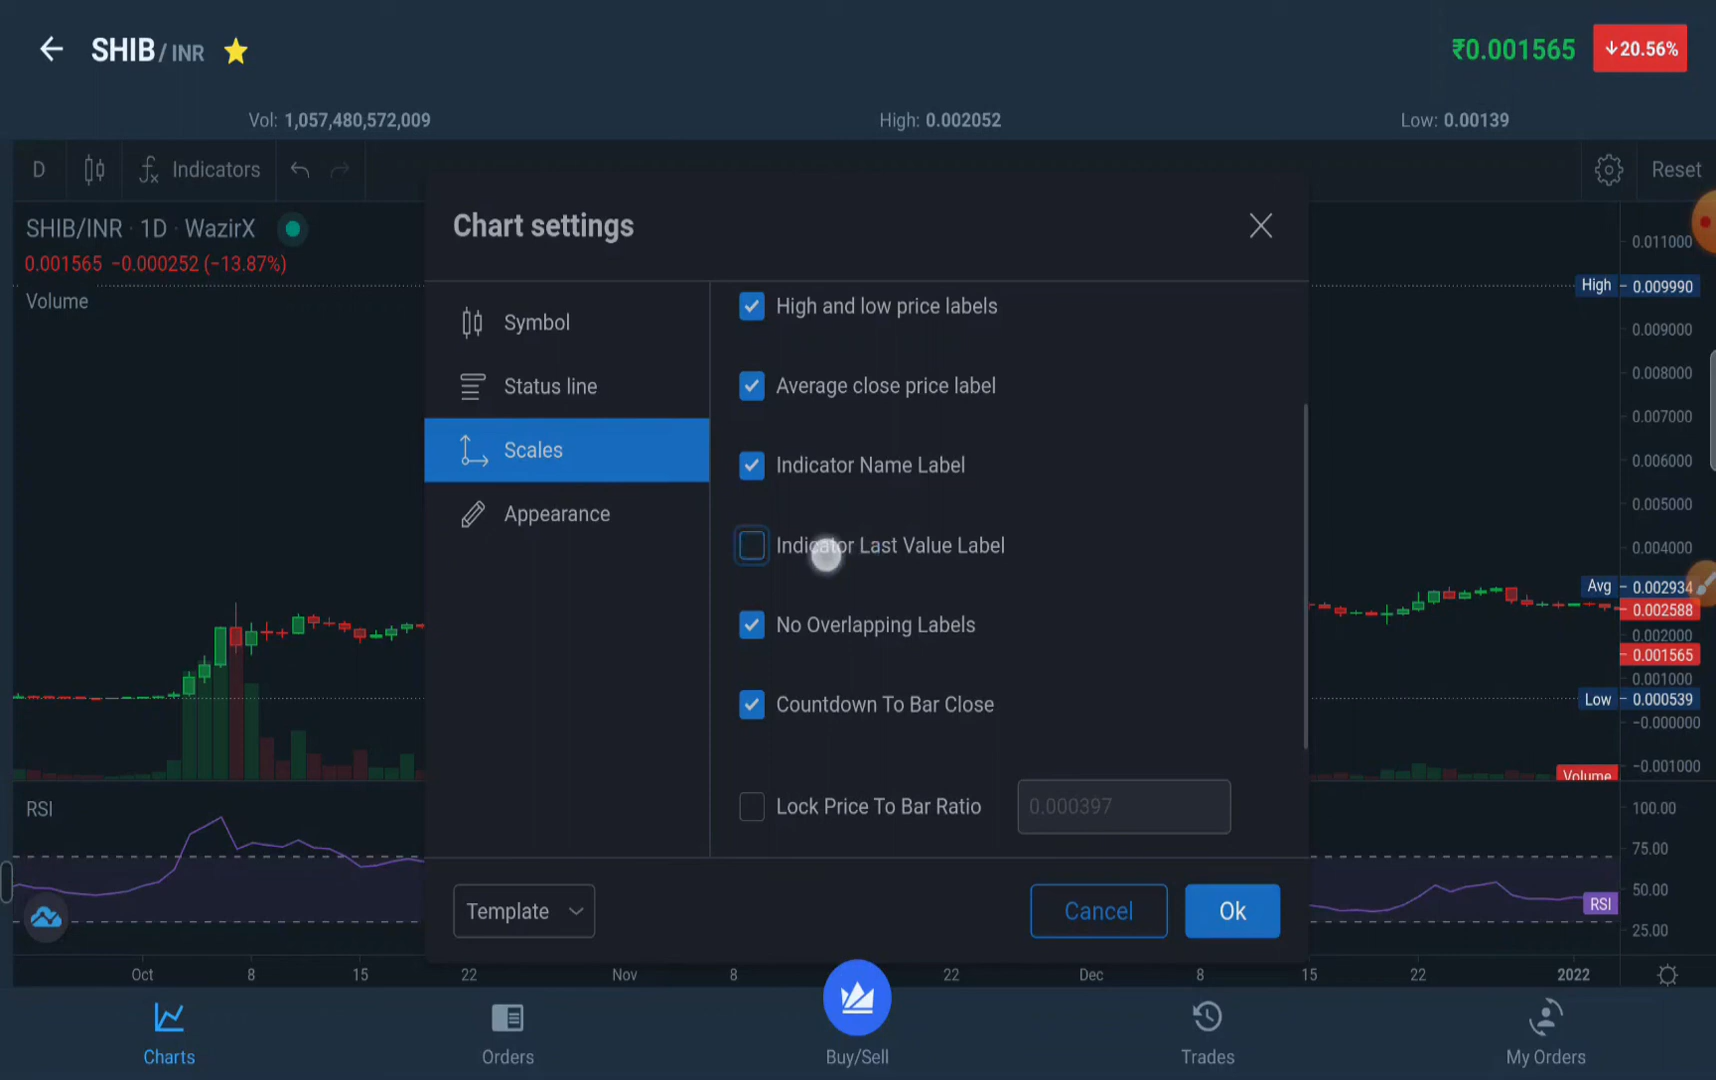 SHIB / INR
₹0.001565
↓20.56%
Vol: 1,057,480,572,009
High: 0.002052
Low: 0.00139
D
Indicators
Reset
SHIB/INR · 1D · WazirX
0.001565 −0.000252 (−13.87%)
Volume
RSI
Chart settings
Symbol
Status line
Scales
Appearance
High and low price labels
Average close price label
Indicator Name Label
Indicator Last Value Label
No Overlapping Labels
Countdown To Bar Close
Lock Price To Bar Ratio
0.000397
Template
Cancel
Ok
0.011000
High 0.009990
0.009000
0.008000
0.007000
0.006000
0.005000
0.004000
Avg 0.002934
0.002588
0.002000
0.001565
0.001000
Low 0.000539
−0.000000
−0.001000
Volume
100.00
75.00
50.00
RSI
25.00
Oct 8 15 22 Nov 8 22 Dec 8 15 22 2022
Charts
Orders
Buy/Sell
Trades
My Orders